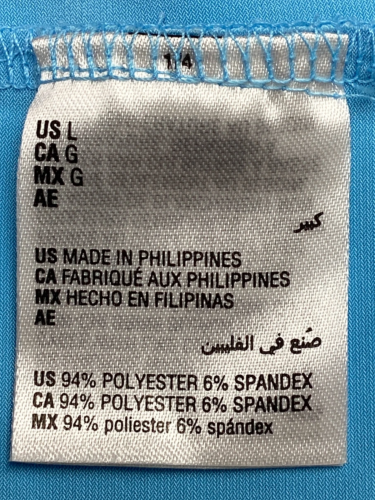 14
US L
CA G
MX G
AE
كبير
US MADE IN PHILIPPINES
CA FABRIQUÉ AUX PHILIPPINES
MX HECHO EN FILIPINAS
AE
صُنع في الفلبين
US 94% POLYESTER 6% SPANDEX
CA 94% POLYESTER 6% SPANDEX
MX 94% poliester 6% spándex